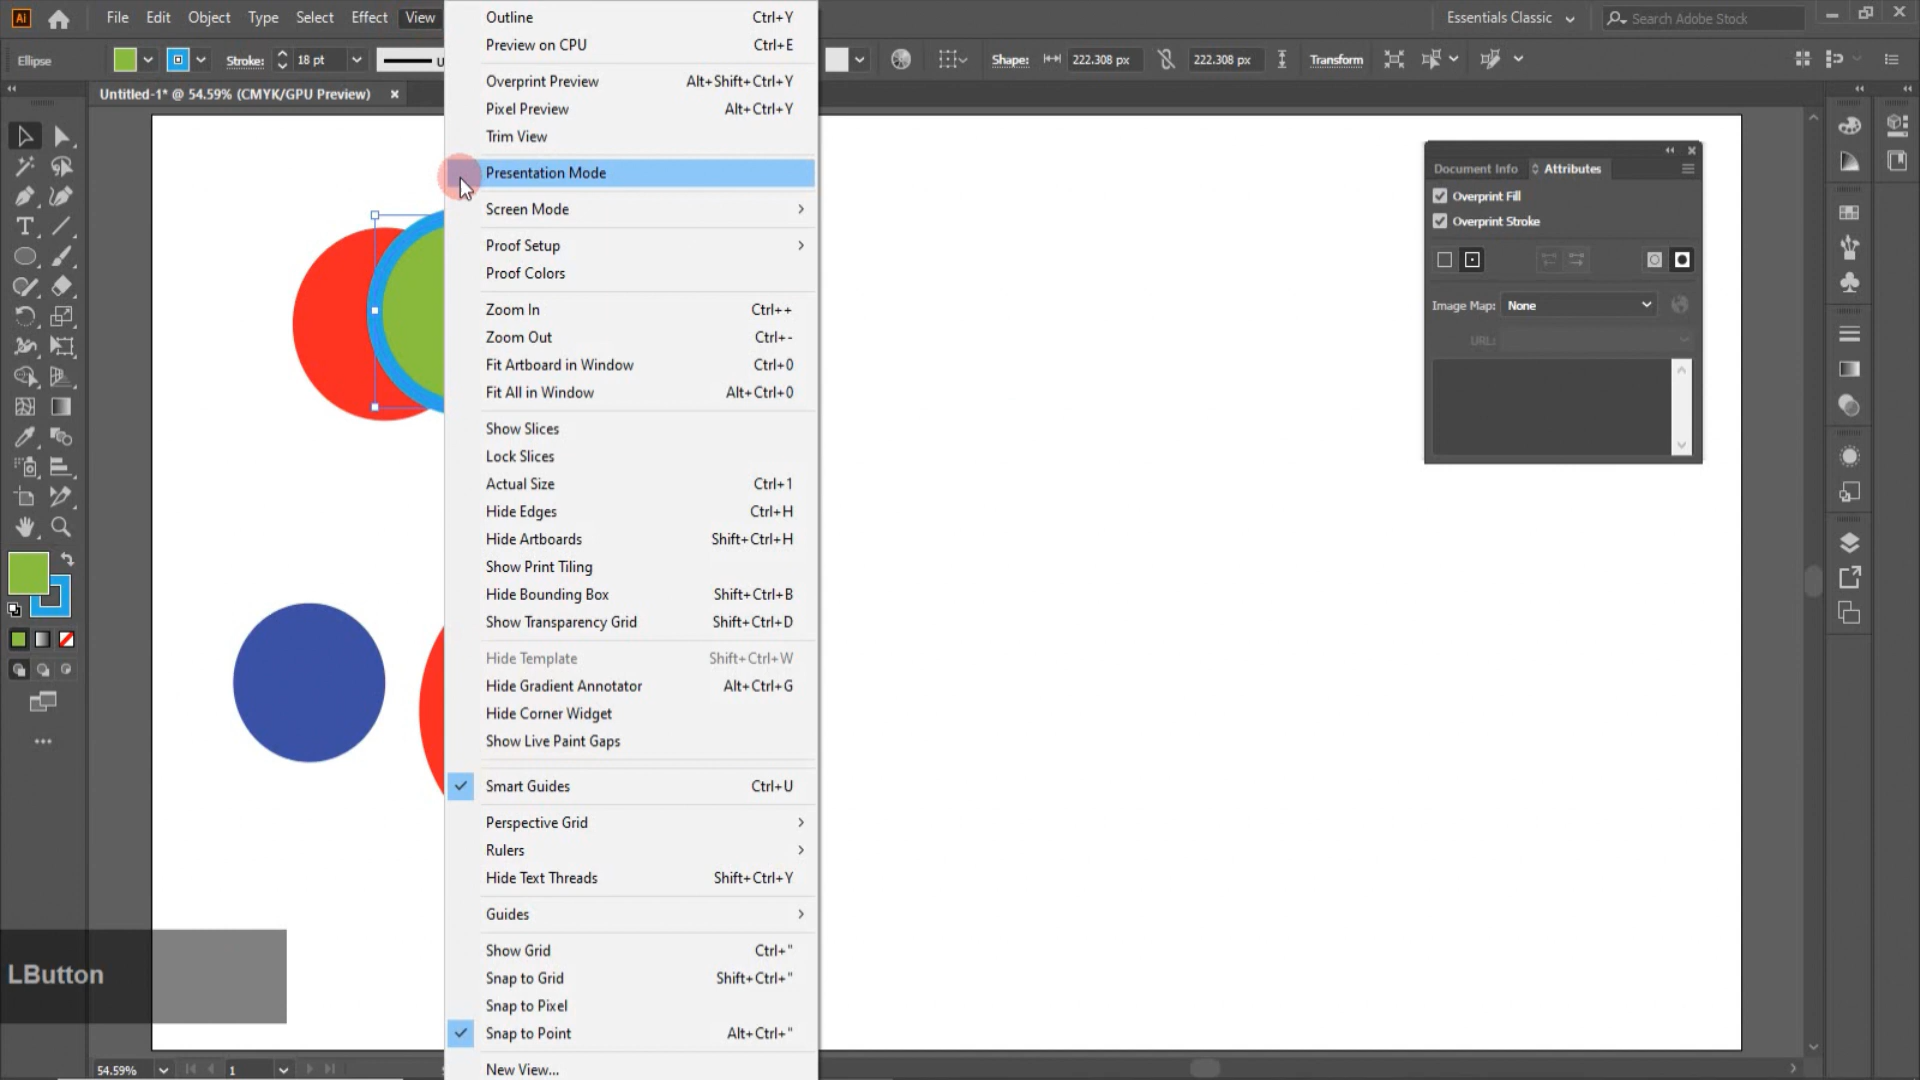 Ai File Edit Object Type Select Effect View Essentials Classic Search Adobe Stock
Ellipse Stroke: 18 pt Shape: 222.308 px 222.308 px Transform
Untitled-1* @ 54.59% (CMYK/GPU Preview)
Outline Ctrl+Y
Preview on CPU Ctrl+E
Overprint Preview Alt+Shift+Ctrl+Y
Pixel Preview Alt+Ctrl+Y
Trim View
Presentation Mode
Screen Mode
Proof Setup
Proof Colors
Zoom In Ctrl++
Zoom Out Ctrl+-
Fit Artboard in Window Ctrl+0
Fit All in Window Alt+Ctrl+0
Show Slices
Lock Slices
Actual Size Ctrl+1
Hide Edges Ctrl+H
Hide Artboards Shift+Ctrl+H
Show Print Tiling
Hide Bounding Box Shift+Ctrl+B
Show Transparency Grid Shift+Ctrl+D
Hide Template Shift+Ctrl+W
Hide Gradient Annotator Alt+Ctrl+G
Hide Corner Widget
Show Live Paint Gaps
Smart Guides Ctrl+U
Perspective Grid
Rulers
Hide Text Threads Shift+Ctrl+Y
Guides
Show Grid Ctrl+"
Snap to Grid Shift+Ctrl+"
Snap to Pixel
Snap to Point Alt+Ctrl+"
New View...
Document Info Attributes
Overprint Fill
Overprint Stroke
Image Map: None
URL:
LButton
54.59% 1